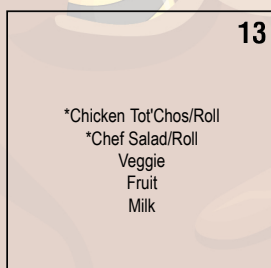 13
*Chicken Tot'Chos/Roll
*Chef Salad/Roll
Veggie
Fruit
Milk